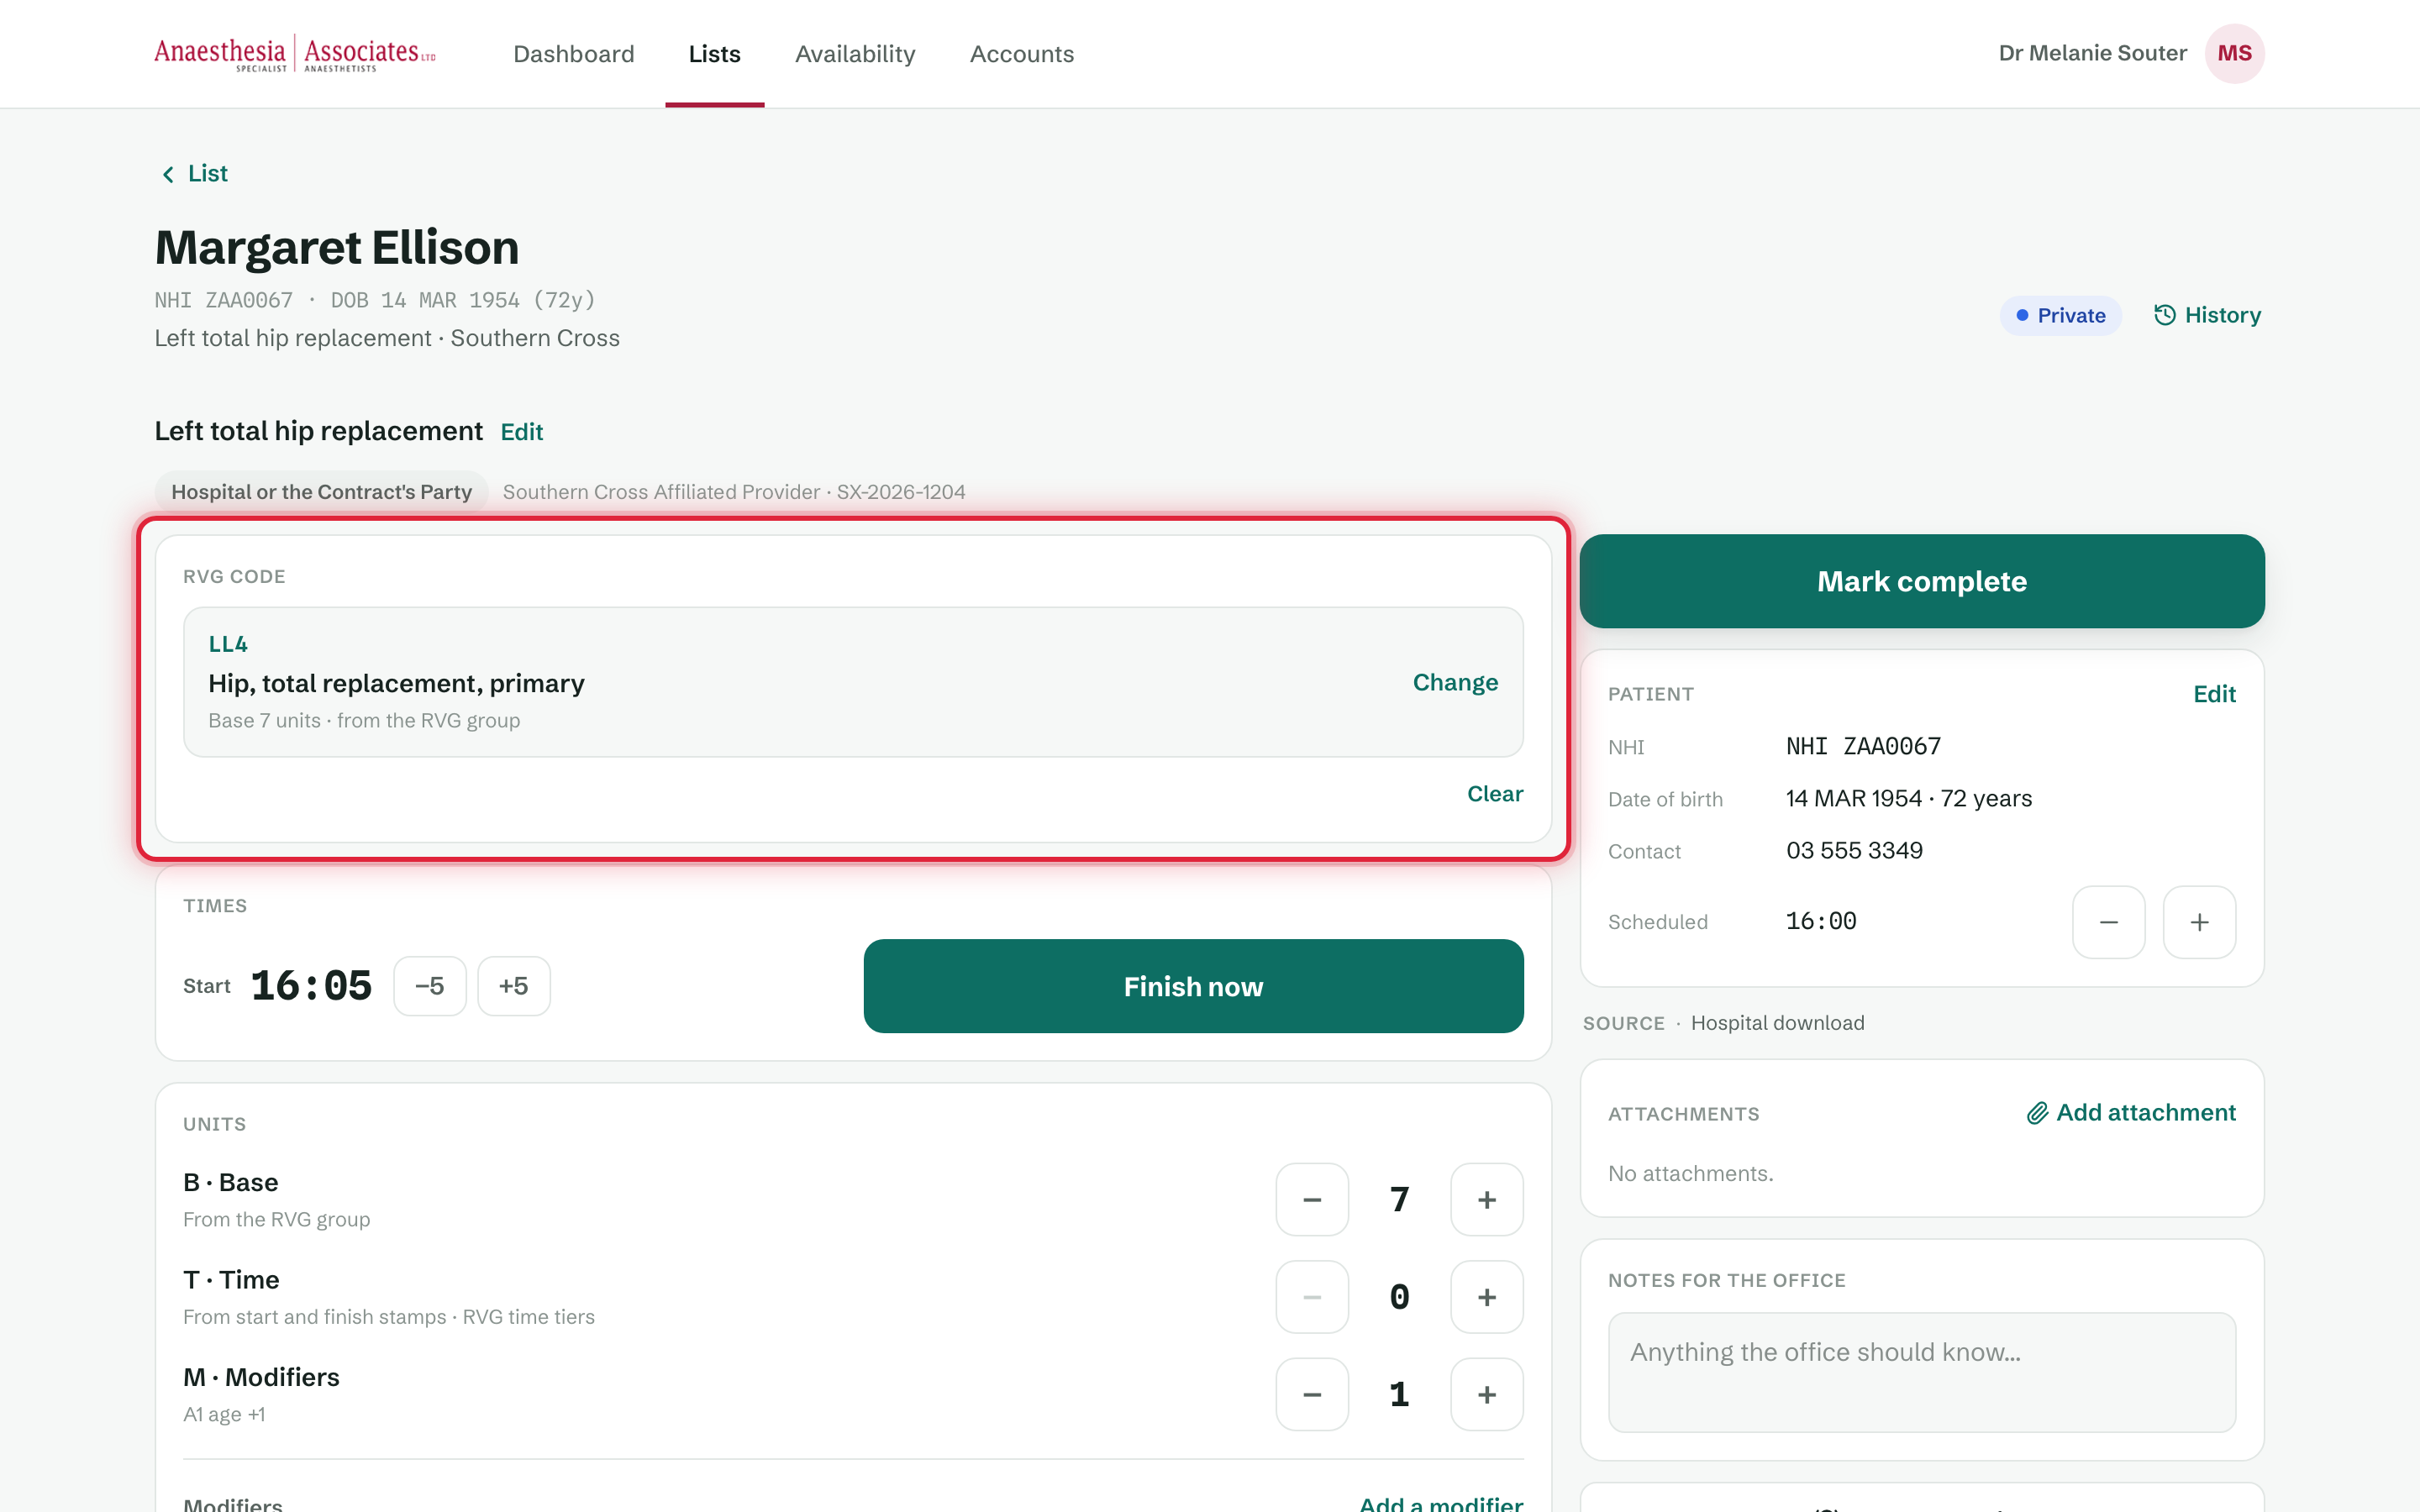 Anaesthesia | Associates LTD
SPECIALIST ANAESTHETISTS
Dashboard
Lists
Availability
Accounts
Dr Melanie Souter
MS
List
Margaret Ellison
NHI ZAA0067 · DOB 14 MAR 1954 (72y)
Left total hip replacement · Southern Cross
Private
History
Left total hip replacement Edit
Hospital or the Contract's Party Southern Cross Affiliated Provider · SX-2026-1204
RVG CODE
LL4
Hip, total replacement, primary
Base 7 units · from the RVG group
Change
Clear
TIMES
Start 16:05 −5 +5
Finish now
UNITS
B · Base
From the RVG group
− 7 +
T · Time
From start and finish stamps · RVG time tiers
− 0 +
M · Modifiers
A1 age +1
− 1 +
Modifiers
Add a modifier
Mark complete
PATIENT
Edit
NHI NHI ZAA0067
Date of birth 14 MAR 1954 · 72 years
Contact 03 555 3349
Scheduled 16:00 − +
SOURCE · Hospital download
ATTACHMENTS
Add attachment
No attachments.
NOTES FOR THE OFFICE
Anything the office should know...